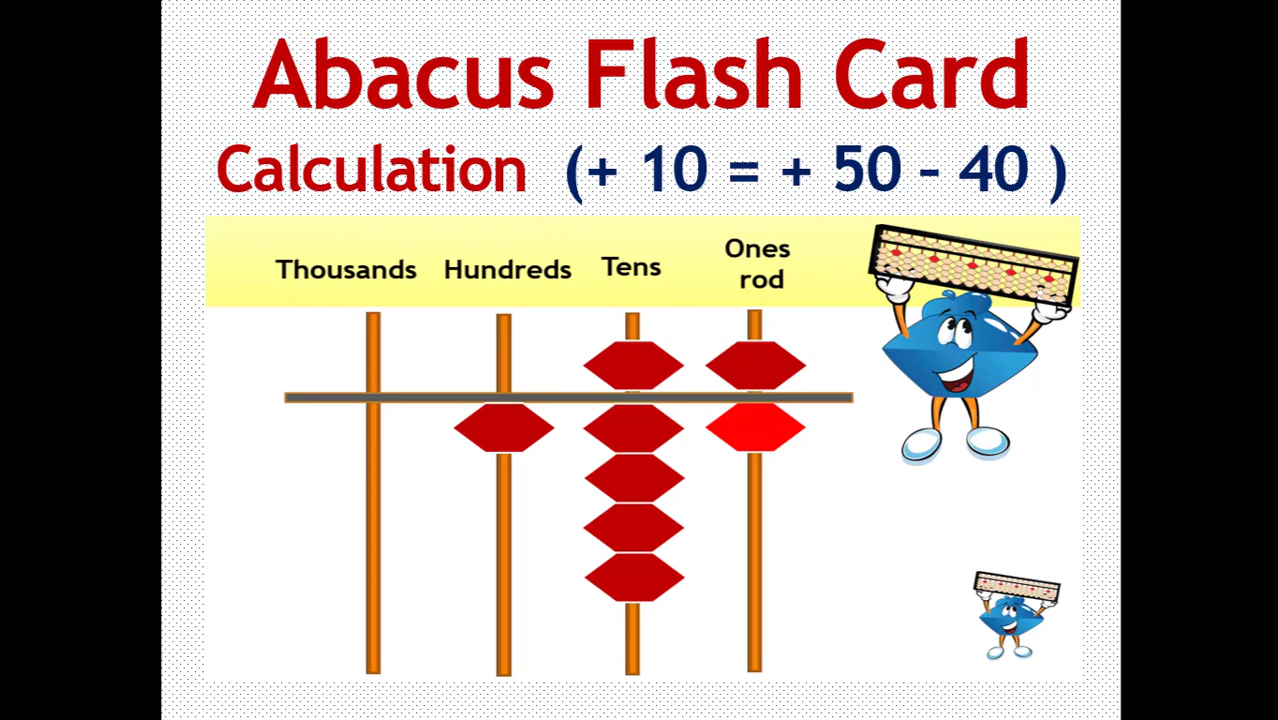 Abacus Flash Card
Calculation (+ 10 = + 50 – 40 )
Thousands Hundreds Tens Ones
rod